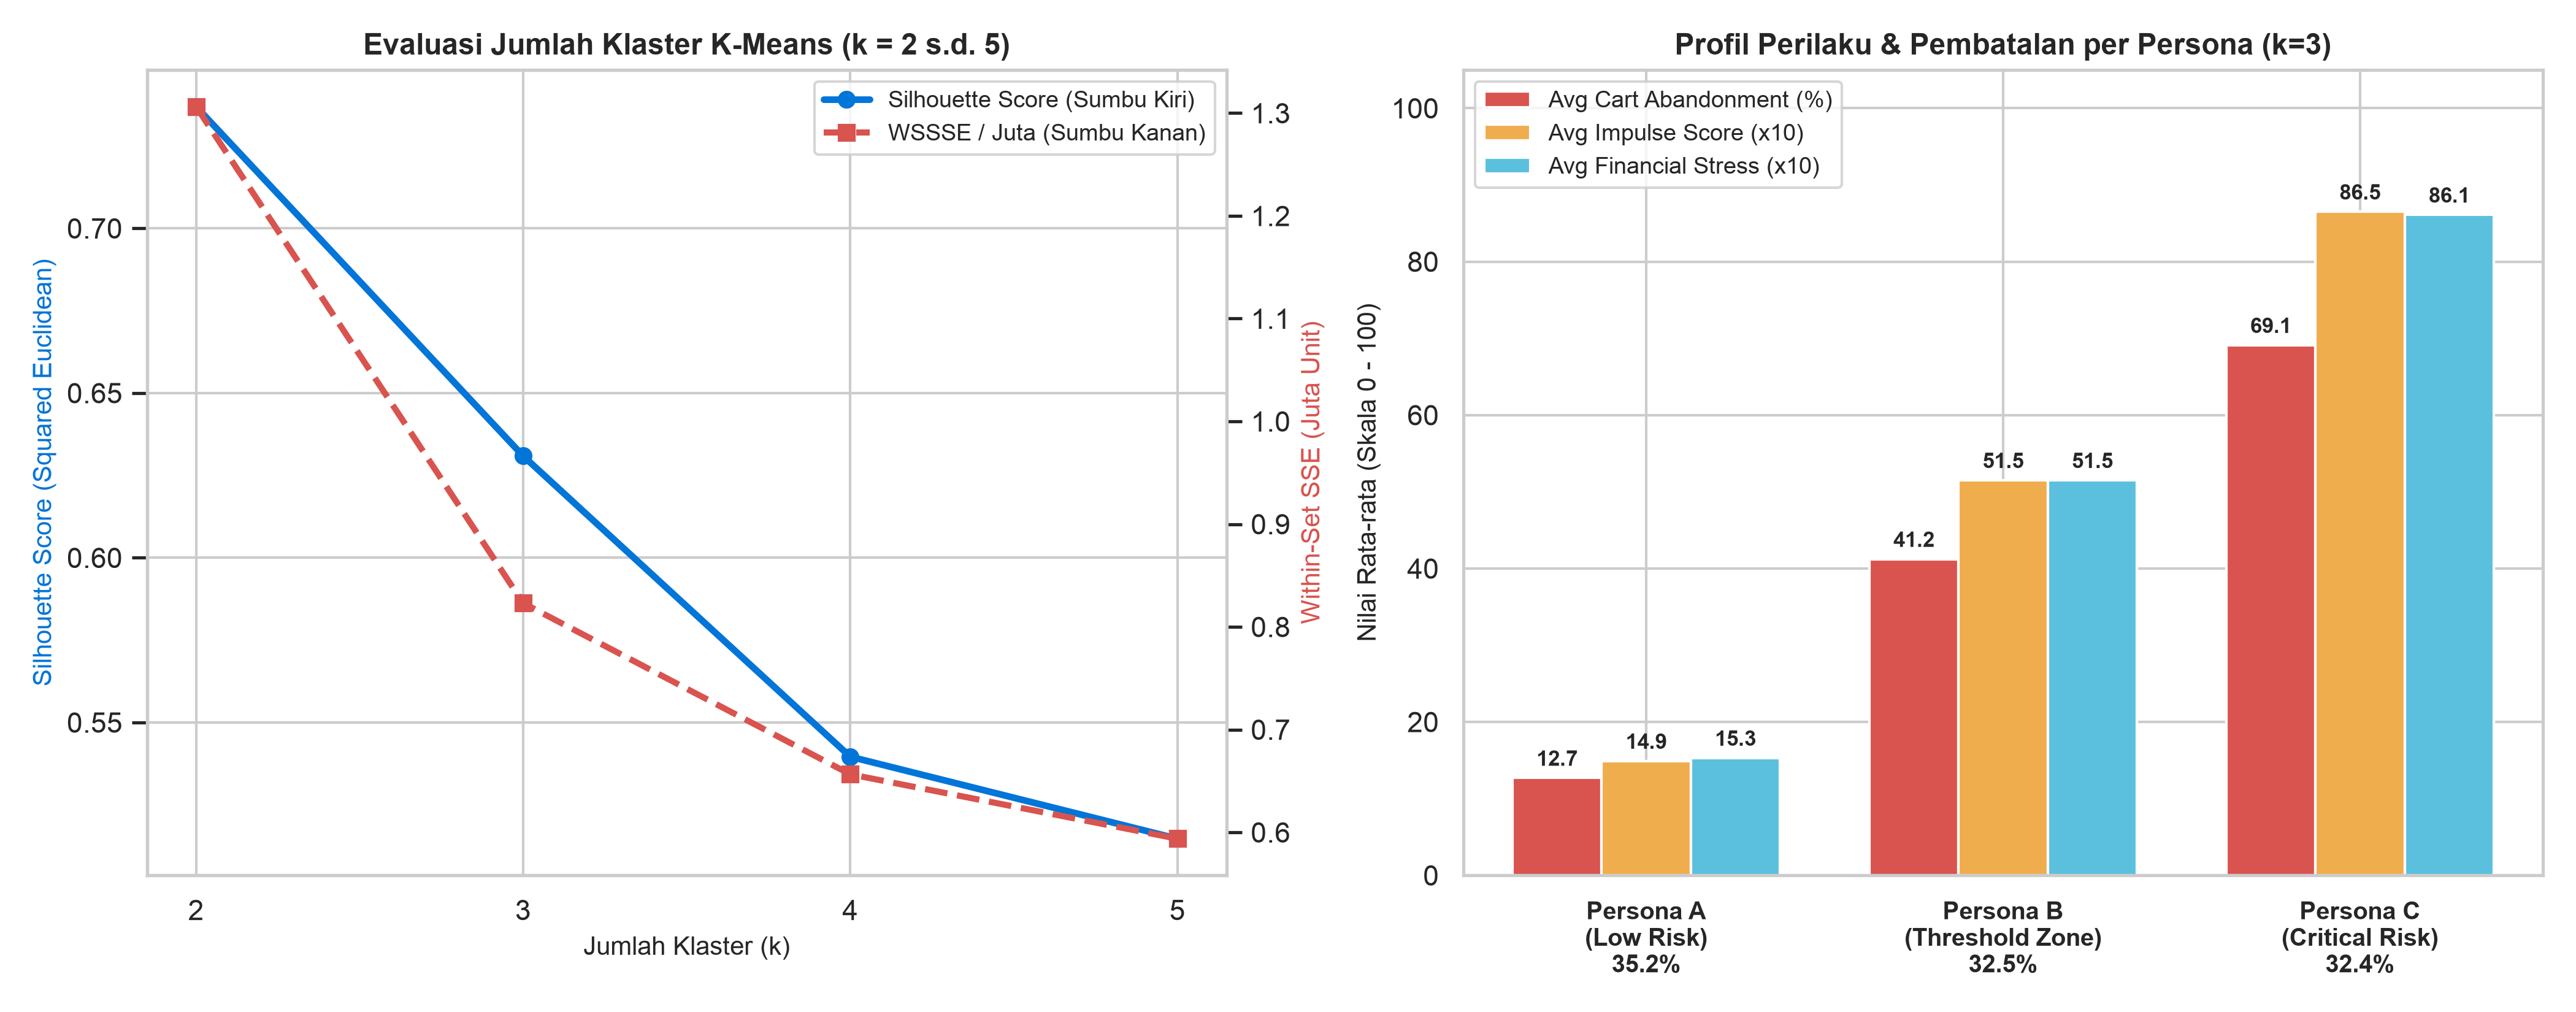 Evaluasi Jumlah Klaster K-Means (k = 2 s.d. 5)
Silhouette Score (Sumbu Kiri)
WSSSE / Juta (Sumbu Kanan)
Silhouette Score (Squared Euclidean)
0.70
0.65
0.60
0.55
1.3
1.2
1.1
1.0
0.9
0.8
0.7
0.6
Within-Set SSE (Juta Unit)
2
3
4
5
Jumlah Klaster (k)
Profil Perilaku & Pembatalan per Persona (k=3)
Avg Cart Abandonment (%)
Avg Impulse Score (x10)
Avg Financial Stress (x10)
Nilai Rata-rata (Skala 0 - 100)
100
80
60
40
20
0
12.7
14.9
15.3
41.2
51.5
51.5
69.1
86.5
86.1
Persona A
(Low Risk)
35.2%
Persona B
(Threshold Zone)
32.5%
Persona C
(Critical Risk)
32.4%